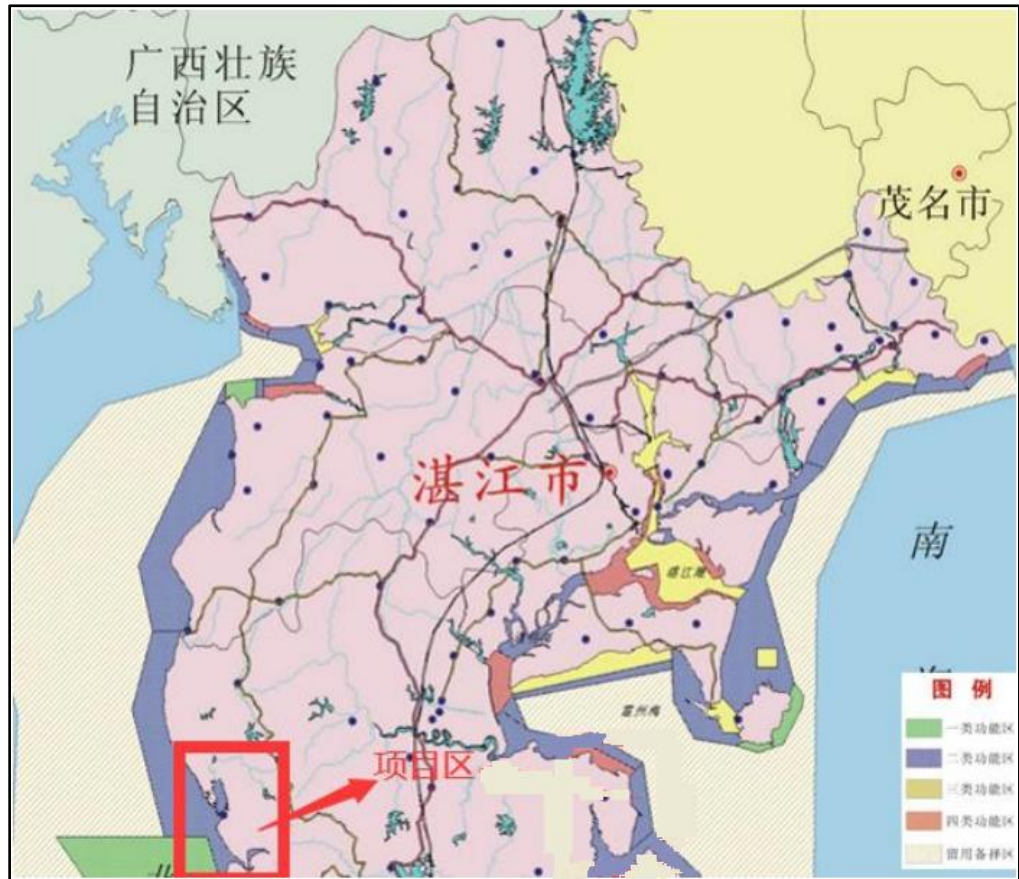 广西壮族
自治区
茂名市
湛江市
湛江港
南
雷州湾
项目区
北
图 例
一类功能区
二类功能区
三类功能区
四类功能区
留用备择区